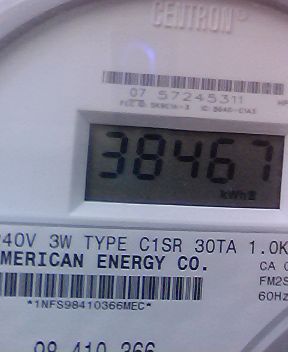 CENTRON®
07 57245311
38467
kWh
240V 3W TYPE C1SR 30TA 1.0K
MERICAN ENERGY CO.
CA
FM2S
60Hz
*1NFS98410366MEC*
98 410 366